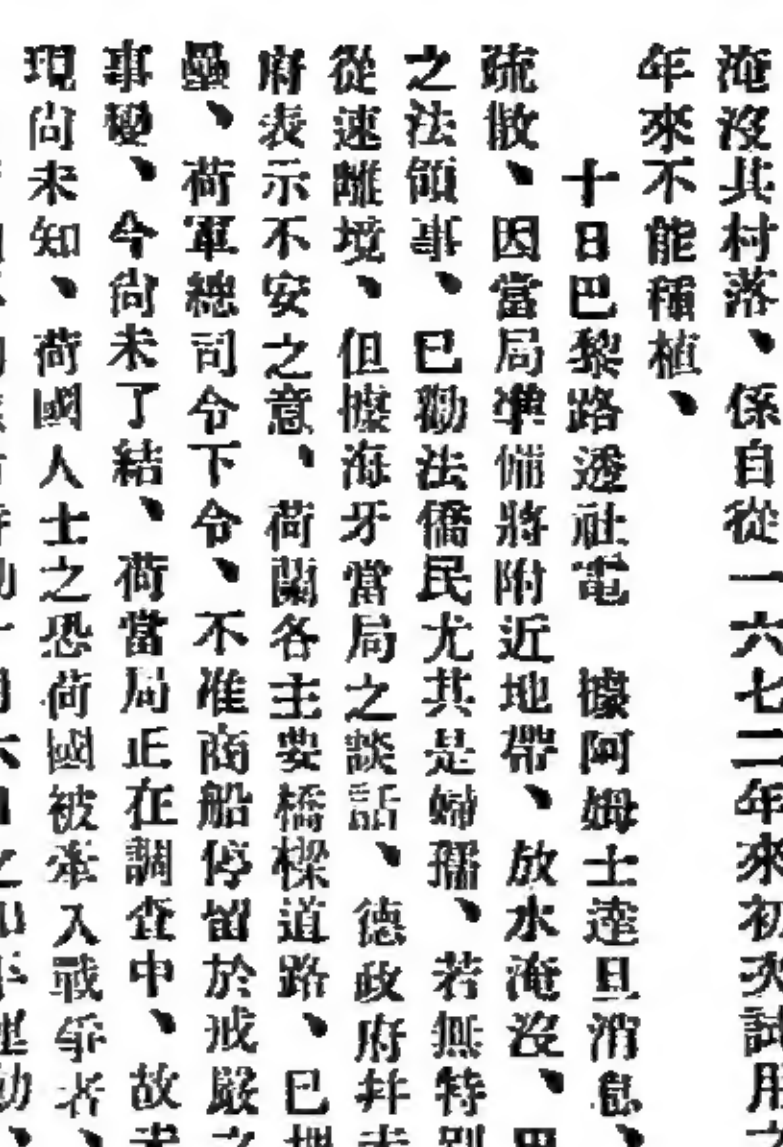 淹沒其村落、係自從一六七二年來初次試用
年來不能種植、
十日巴黎路透社電 據阿姆士達旦消息、
疏散、因當局準備將附近地帶、放水淹沒、
之法領事、已勸法僑民尤其是婦孺、若無特別
從速離境、但據海牙當局之談話、德政府并未
府表示不安之意、荷蘭各主要橋樑道路、已
壘、荷軍總司令下令、不准商船停留於戒嚴之
事變、今尙未了結、荷當局正在調查中、故未
現尙未知、荷國人士之恐荷國被牽入戰爭者、